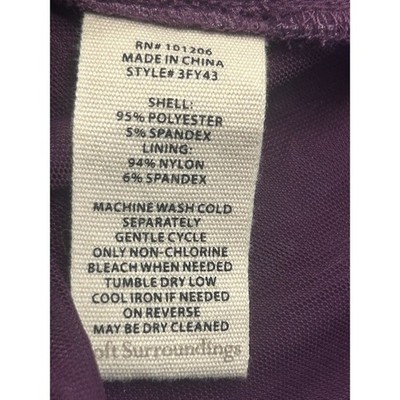 RN# 101206
MADE IN CHINA
STYLE# 3FY43
SHELL:
95% POLYESTER
5% SPANDEX
LINING:
94% NYLON
6% SPANDEX
MACHINE WASH COLD
SEPARATELY
GENTLE CYCLE
ONLY NON-CHLORINE
BLEACH WHEN NEEDED
TUMBLE DRY LOW
COOL IRON IF NEEDED
ON REVERSE
MAY BE DRY CLEANED
oft Surroundings